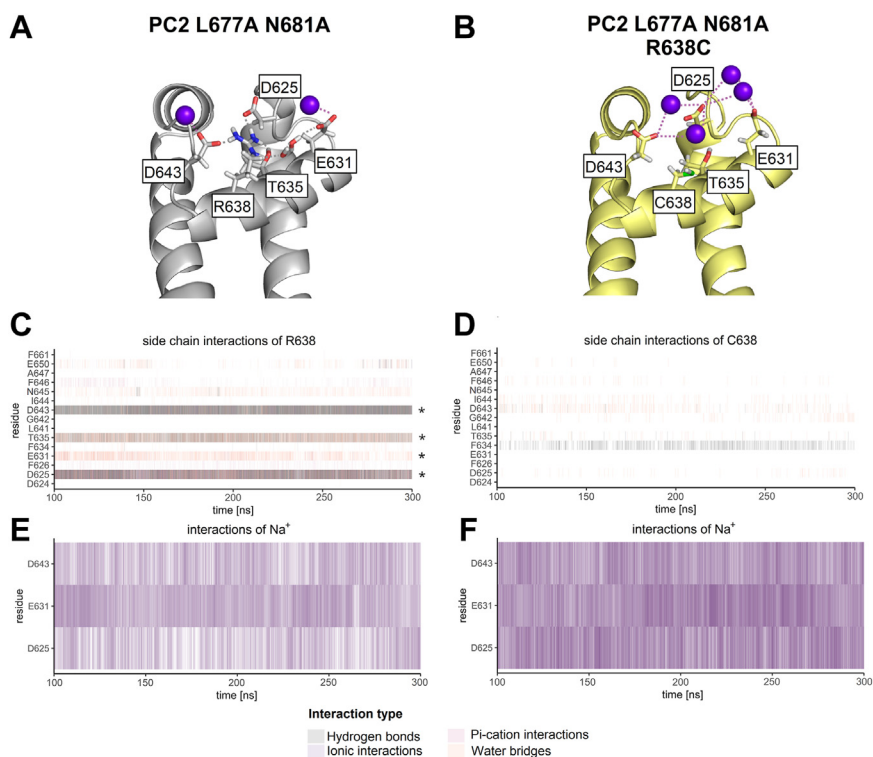 A
PC2 L677A N681A
B
PC2 L677A N681A
R638C
D625
D643
R638
T635
E631
D625
D643
C638
T635
E631
C
side chain interactions of R638
residue
F661
E650
A647
F646
N645
I644
D643
G642
L641
T635
F634
E631
F626
D625
D624
*
*
*
*
100
150
200
250
300
time [ns]
D
side chain interactions of C638
residue
F661
E650
A647
F646
N645
I644
D643
G642
L641
T635
F634
E631
F626
D625
D624
100
150
200
250
300
time [ns]
E
interactions of Na+
residue
D643
E631
D625
100
150
200
250
300
time [ns]
F
interactions of Na+
residue
D643
E631
D625
100
150
200
250
300
time [ns]
Interaction type
Hydrogen bonds
Ionic interactions
Pi-cation interactions
Water bridges